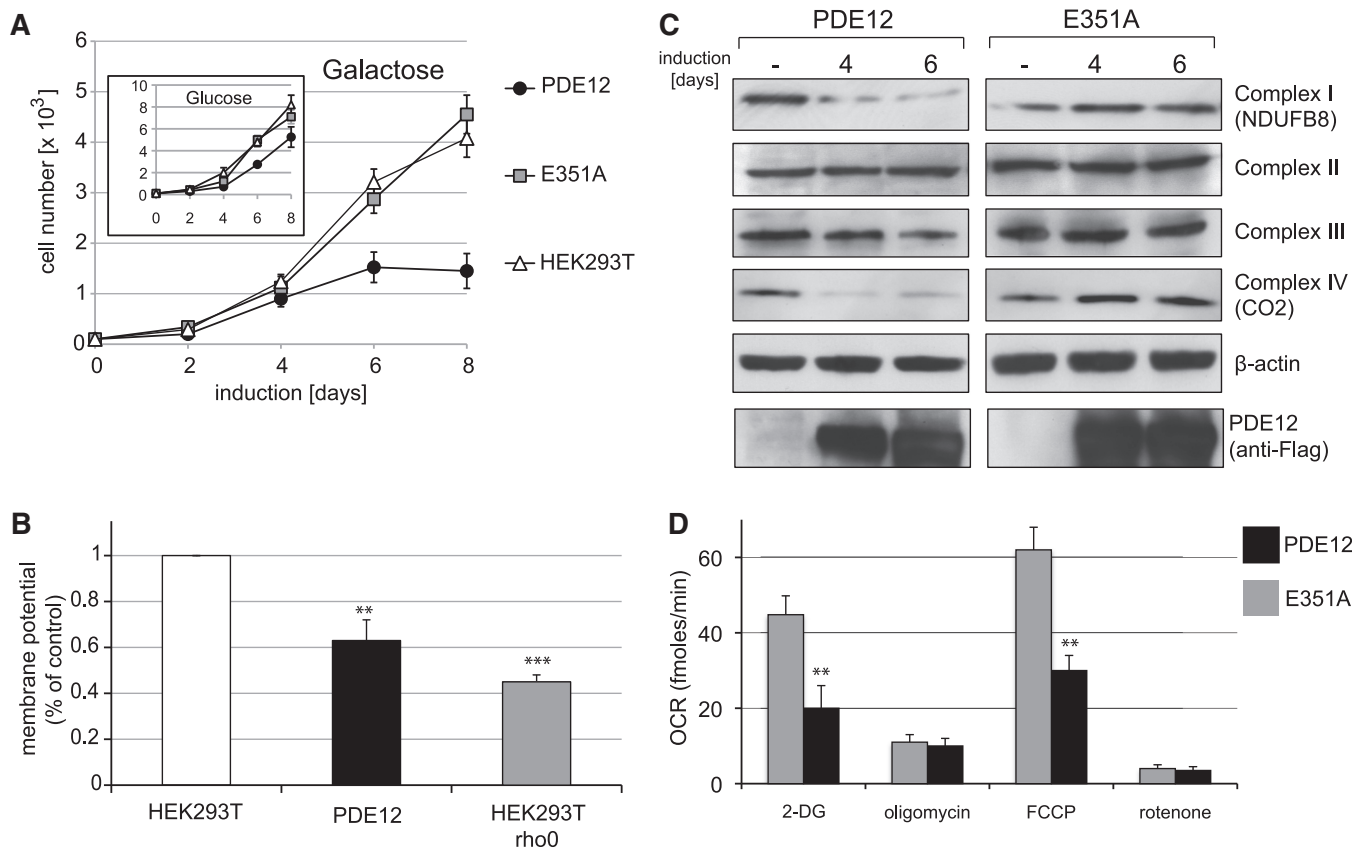 A
Galactose
cell number [x 10³]
6
5
4
3
2
1
0
0 2 4 6 8
induction [days]
Glucose
10
8
6
4
2
0
0 2 4 6 8
PDE12
E351A
HEK293T
B
membrane potential
(% of control)
1
0.8
0.6
0.4
0.2
0
**
***
HEK293T
PDE12
HEK293T
rho0
C
PDE12 E351A
induction
[days]
- 4 6 - 4 6
Complex I
(NDUFB8)
Complex II
Complex III
Complex IV
(CO2)
β-actin
PDE12
(anti-Flag)
D
OCR (fmoles/min)
60
40
20
0
**
**
2-DG oligomycin FCCP rotenone
PDE12
E351A